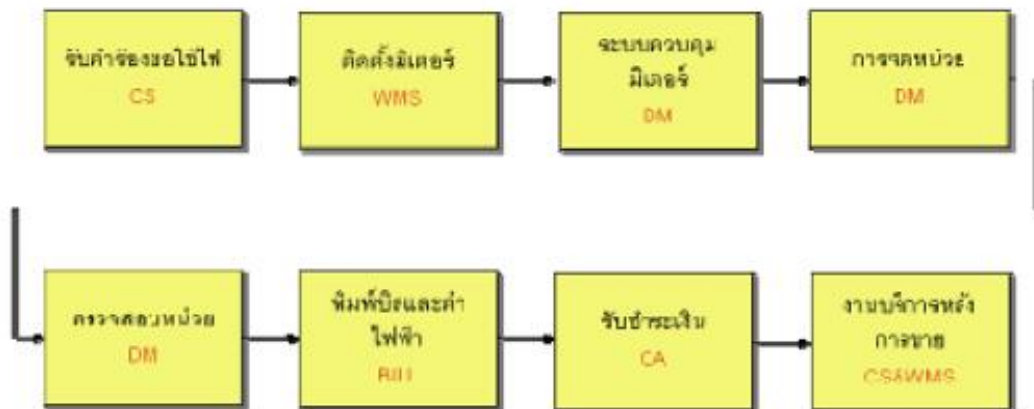 รับคำร้องขอใช้ไฟ
CS
ติดตั้งมิเตอร์
WMS
ระบบควบคุม
มิเตอร์
DM
การจดหน่วย
DM
ตรวจสอบหน่วย
DM
พิมพ์บิลและค่า
ไฟฟ้า
BILL
รับชำระเงิน
CA
งานบริการหลัง
การขาย
CS&WMS